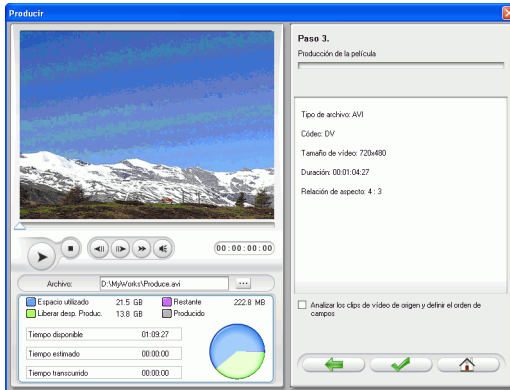 Producir
Paso 3.
Producción de la película
Tipo de archivo: AVI
Códec: DV
Tamaño de vídeo: 720x480
Duración: 00:01:04:27
Relación de aspecto: 4 : 3
00:00:00:00
Archivo: D:\MyWorks\Produce.avi ...
Espacio utilizado 21.5 GB Restante 222.8 MB
Liberar desp. Produc. 13.8 GB Producido
Tiempo disponible 01:09:27
Tiempo estimado 00:00:00
Tiempo transcurrido 00:00:00
Analizar los clips de vídeo de origen y definir el orden de
campos